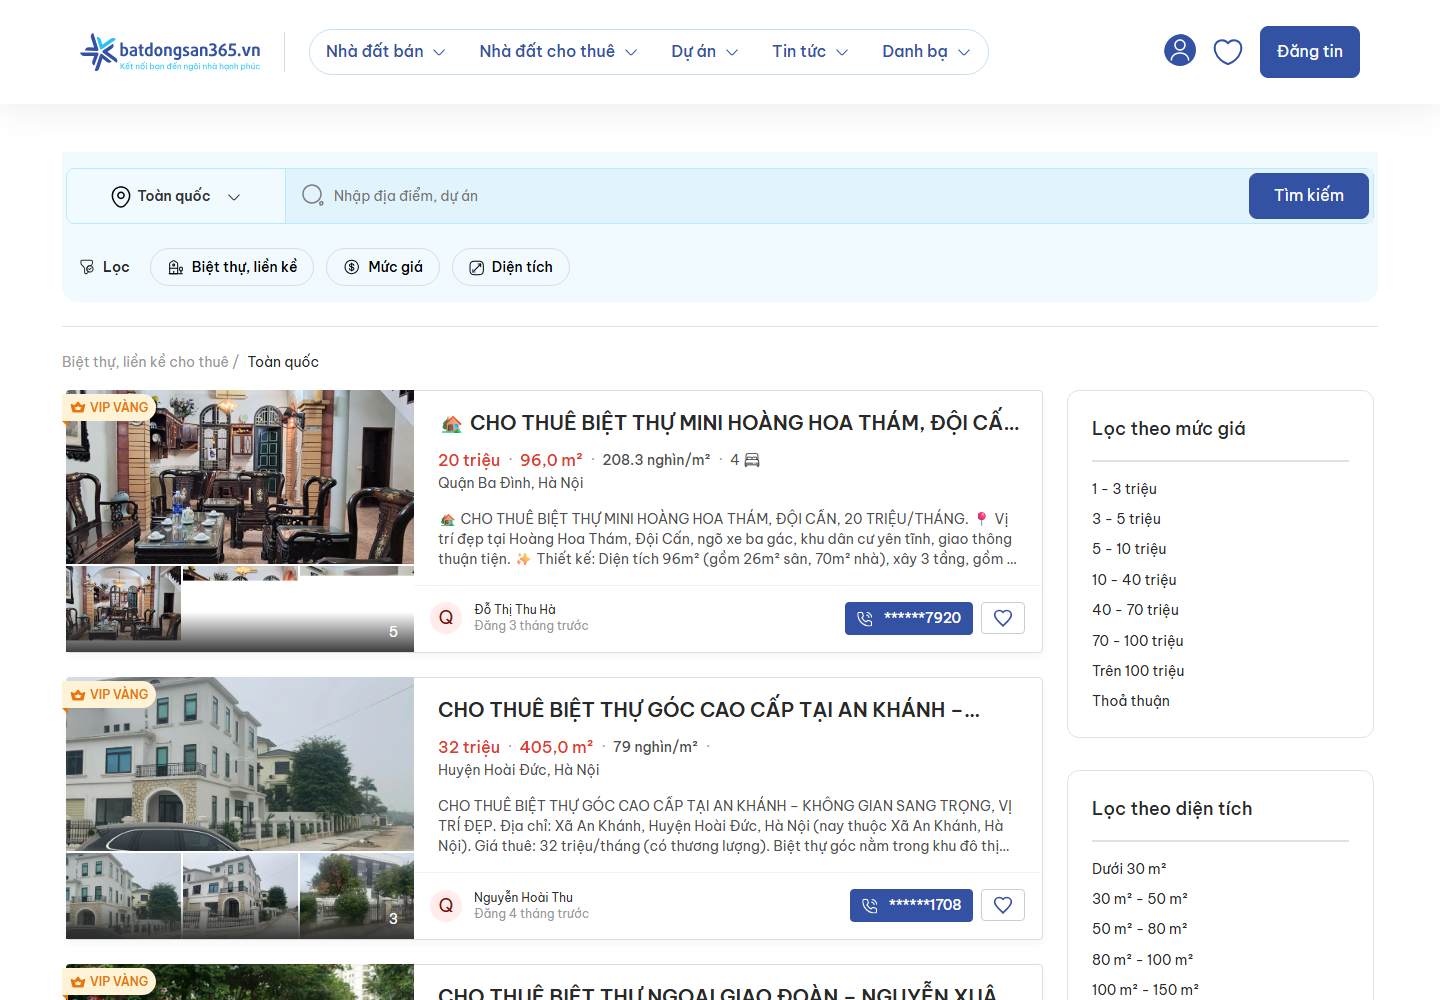 batdongsan365.vn
Kết nối bạn đến ngôi nhà hạnh phúc
Nhà đất bán
Nhà đất cho thuê
Dự án
Tin tức
Danh bạ
Đăng tin
Toàn quốc
Nhập địa điểm, dự án
Tìm kiếm
Lọc
Biệt thự, liền kề
Mức giá
Diện tích
Biệt thự, liền kề cho thuê / Toàn quốc
VIP VÀNG
5
🏠 CHO THUÊ BIỆT THỰ MINI HOÀNG HOA THÁM, ĐỘI CẤ...
20 triệu · 96,0 m² · 208.3 nghìn/m² · 4
Quận Ba Đình, Hà Nội
🏠 CHO THUÊ BIỆT THỰ MINI HOÀNG HOA THÁM, ĐỘI CẤN, 20 TRIỆU/THÁNG. 📍 Vị
trí đẹp tại Hoàng Hoa Thám, Đội Cấn, ngõ xe ba gác, khu dân cư yên tĩnh, giao thông
thuận tiện. ✨ Thiết kế: Diện tích 96m² (gồm 26m² sân, 70m² nhà), xây 3 tầng, gồm ...
Q
Đỗ Thị Thu Hà
Đăng 3 tháng trước
******7920
VIP VÀNG
3
CHO THUÊ BIỆT THỰ GÓC CAO CẤP TẠI AN KHÁNH –...
32 triệu · 405,0 m² · 79 nghìn/m² ·
Huyện Hoài Đức, Hà Nội
CHO THUÊ BIỆT THỰ GÓC CAO CẤP TẠI AN KHÁNH – KHÔNG GIAN SANG TRỌNG, VỊ
TRÍ ĐẸP. Địa chỉ: Xã An Khánh, Huyện Hoài Đức, Hà Nội (nay thuộc Xã An Khánh, Hà
Nội). Giá thuê: 32 triệu/tháng (có thương lượng). Biệt thự góc nằm trong khu đô thị...
Q
Nguyễn Hoài Thu
Đăng 4 tháng trước
******1708
VIP VÀNG
CHO THUÊ BIỆT THỰ NGOẠI GIAO ĐOÀN – NGUYỄN XUÂ
Lọc theo mức giá
1 - 3 triệu
3 - 5 triệu
5 - 10 triệu
10 - 40 triệu
40 - 70 triệu
70 - 100 triệu
Trên 100 triệu
Thoả thuận
Lọc theo diện tích
Dưới 30 m²
30 m² - 50 m²
50 m² - 80 m²
80 m² - 100 m²
100 m² - 150 m²